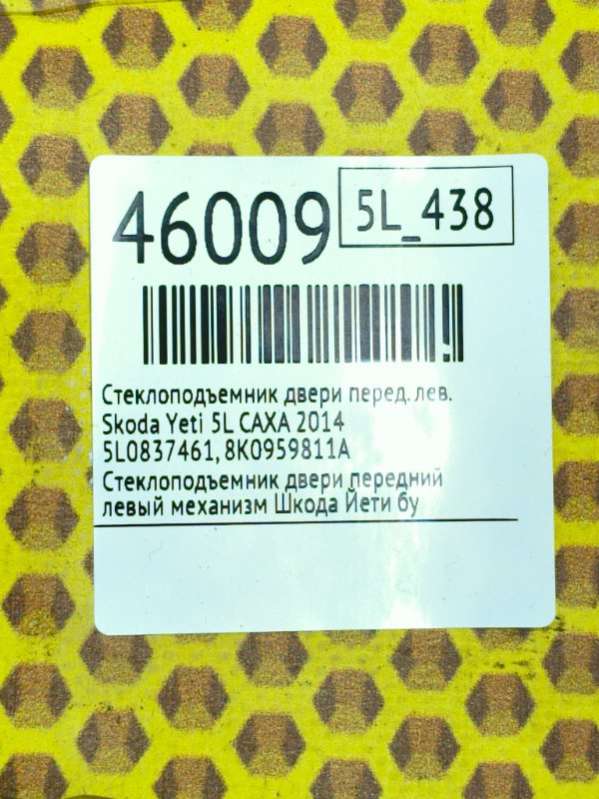 46009
5L_438
Стеклоподъемник двери перед. лев.
Skoda Yeti 5L CAXA 2014
5L0837461, 8K0959811A
Стеклоподъемник двери передний
левый механизм Шкода Йети бу